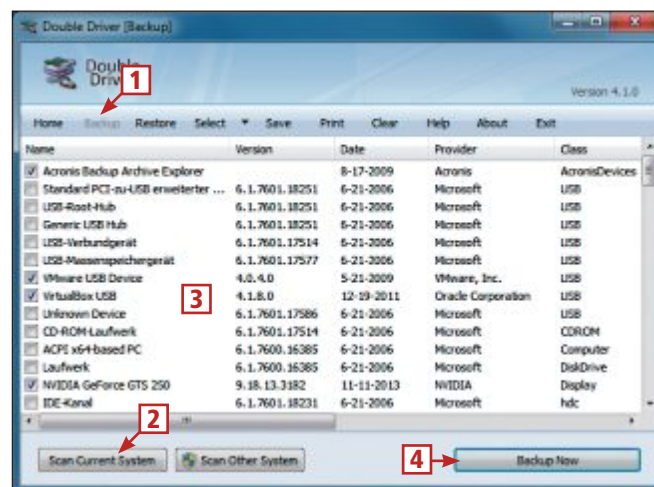 Double Driver [Backup]
Double
Driver
1
Version 4.1.0
Home Backup Restore Select Save Print Clear Help About Exit
Name Version Date Provider Class
Acronis Backup Archive Explorer 8-17-2009 Acronis AcronisDevices
Standard PCI-zu-USB erweiterter ... 6.1.7601.18251 6-21-2006 Microsoft USB
USB-Root-Hub 6.1.7601.18251 6-21-2006 Microsoft USB
Generic USB Hub 6.1.7601.18251 6-21-2006 Microsoft USB
USB-Verbundgerät 6.1.7601.17514 6-21-2006 Microsoft USB
USB-Massenspeichergerät 6.1.7601.17577 6-21-2006 Microsoft USB
VMware USB Device 4.0.4.0 5-21-2009 VMware, Inc. USB
VirtualBox USB 4.1.8.0 12-19-2011 Oracle Corporation USB
3
Unknown Device 6.1.7601.17586 6-21-2006 Microsoft USB
CD-ROM-Laufwerk 6.1.7601.17514 6-21-2006 Microsoft CDROM
ACPI x64-based PC 6.1.7600.16385 6-21-2006 Microsoft Computer
Laufwerk 6.1.7600.16385 6-21-2006 Microsoft DiskDrive
NVIDIA GeForce GTS 250 9.18.13.3182 11-11-2013 NVIDIA Display
IDE-Kanal 6.1.7601.18231 6-21-2006 Microsoft hdc
2
Scan Current System Scan Other System 4 Backup Now